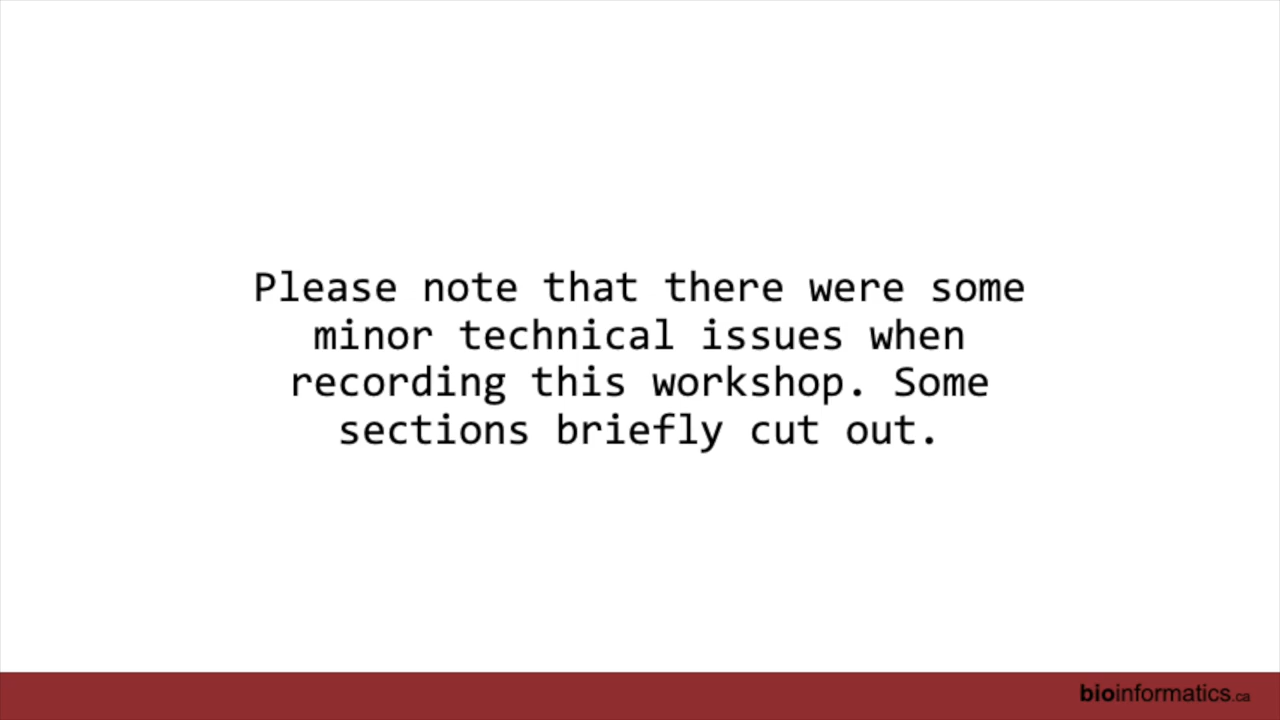 Please note that there were some
minor technical issues when
recording this workshop. Some
sections briefly cut out.
bioinformatics.ca